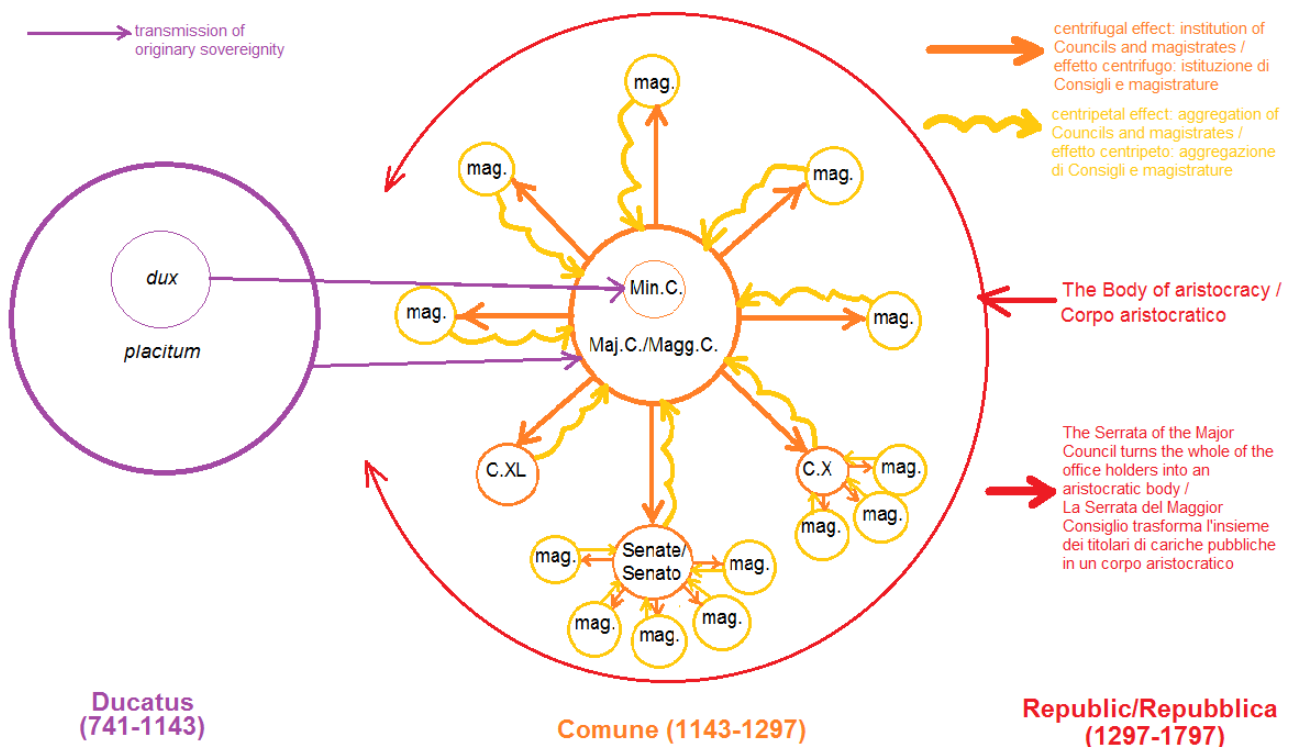 transmission of
originary sovereignity
centrifugal effect: institution of
Councils and magistrates /
effetto centrifugo: istituzione di
Consigli e magistrature
centripetal effect: aggregation of
Councils and magistrates /
effetto centripeto: aggregazione
di Consigli e magistrature
mag.
mag.
mag.
dux
placitum
Min.C.
Maj.C./Magg.C.
mag.
mag.
The Body of aristocracy /
Corpo aristocratico
C.XL
C.X
mag.
mag.
mag.
The Serrata of the Major
Council turns the whole of the
office holders into an
aristocratic body /
La Serrata del Maggior
Consiglio trasforma l'insieme
dei titolari di cariche pubbliche
in un corpo aristocratico
Senate/
Senato
mag.
mag.
mag.
mag.
mag.
Ducatus
(741-1143)
Comune (1143-1297)
Republic/Repubblica
(1297-1797)